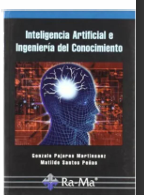 Inteligencia Artificial e
Ingeniería del Conocimiento
Gonzalo Pajares Martinsanz
Matilde Santos Peñas
Ra-Ma®